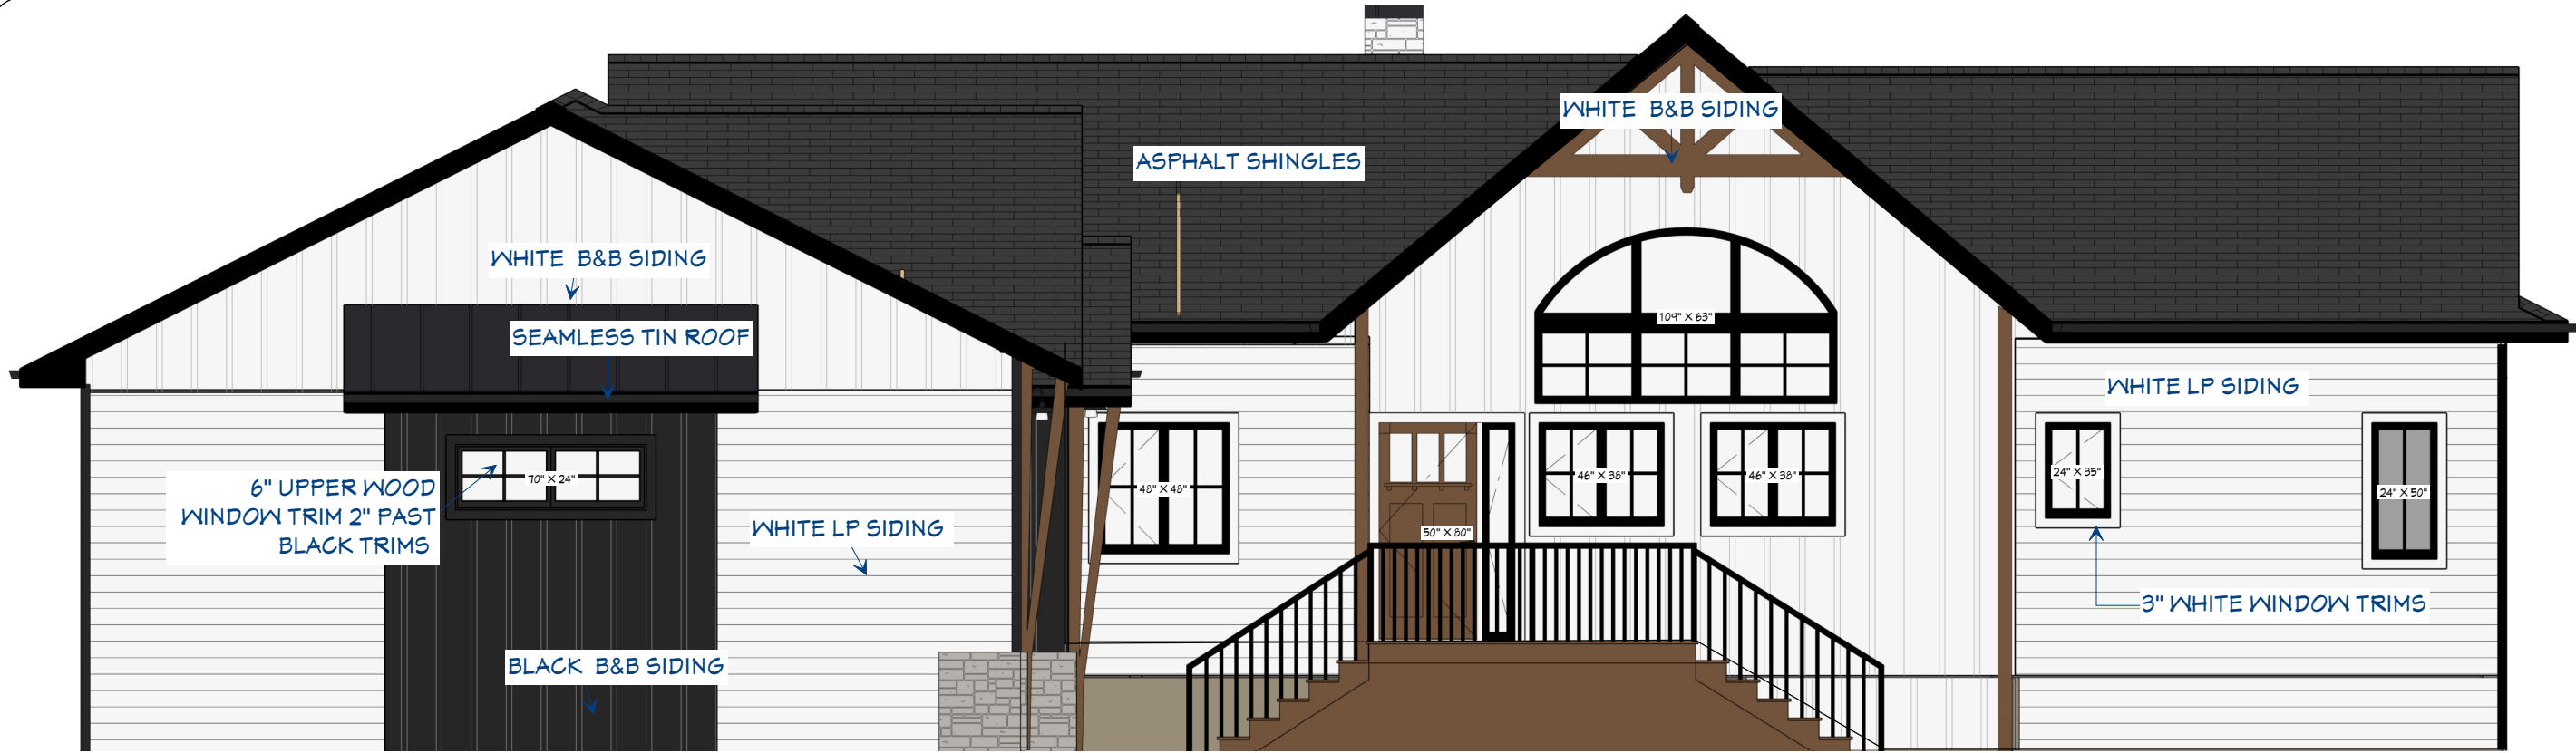 WHITE B&B SIDING
ASPHALT SHINGLES
WHITE B&B SIDING
SEAMLESS TIN ROOF
109" X 63"
WHITE LP SIDING
6" UPPER WOOD
WINDOW TRIM 2" PAST
BLACK TRIMS
70" X 24"
48" X 48"
46" X 38"
46" X 38"
24" X 35"
24" X 50"
WHITE LP SIDING
50" X 80"
3" WHITE WINDOW TRIMS
BLACK B&B SIDING